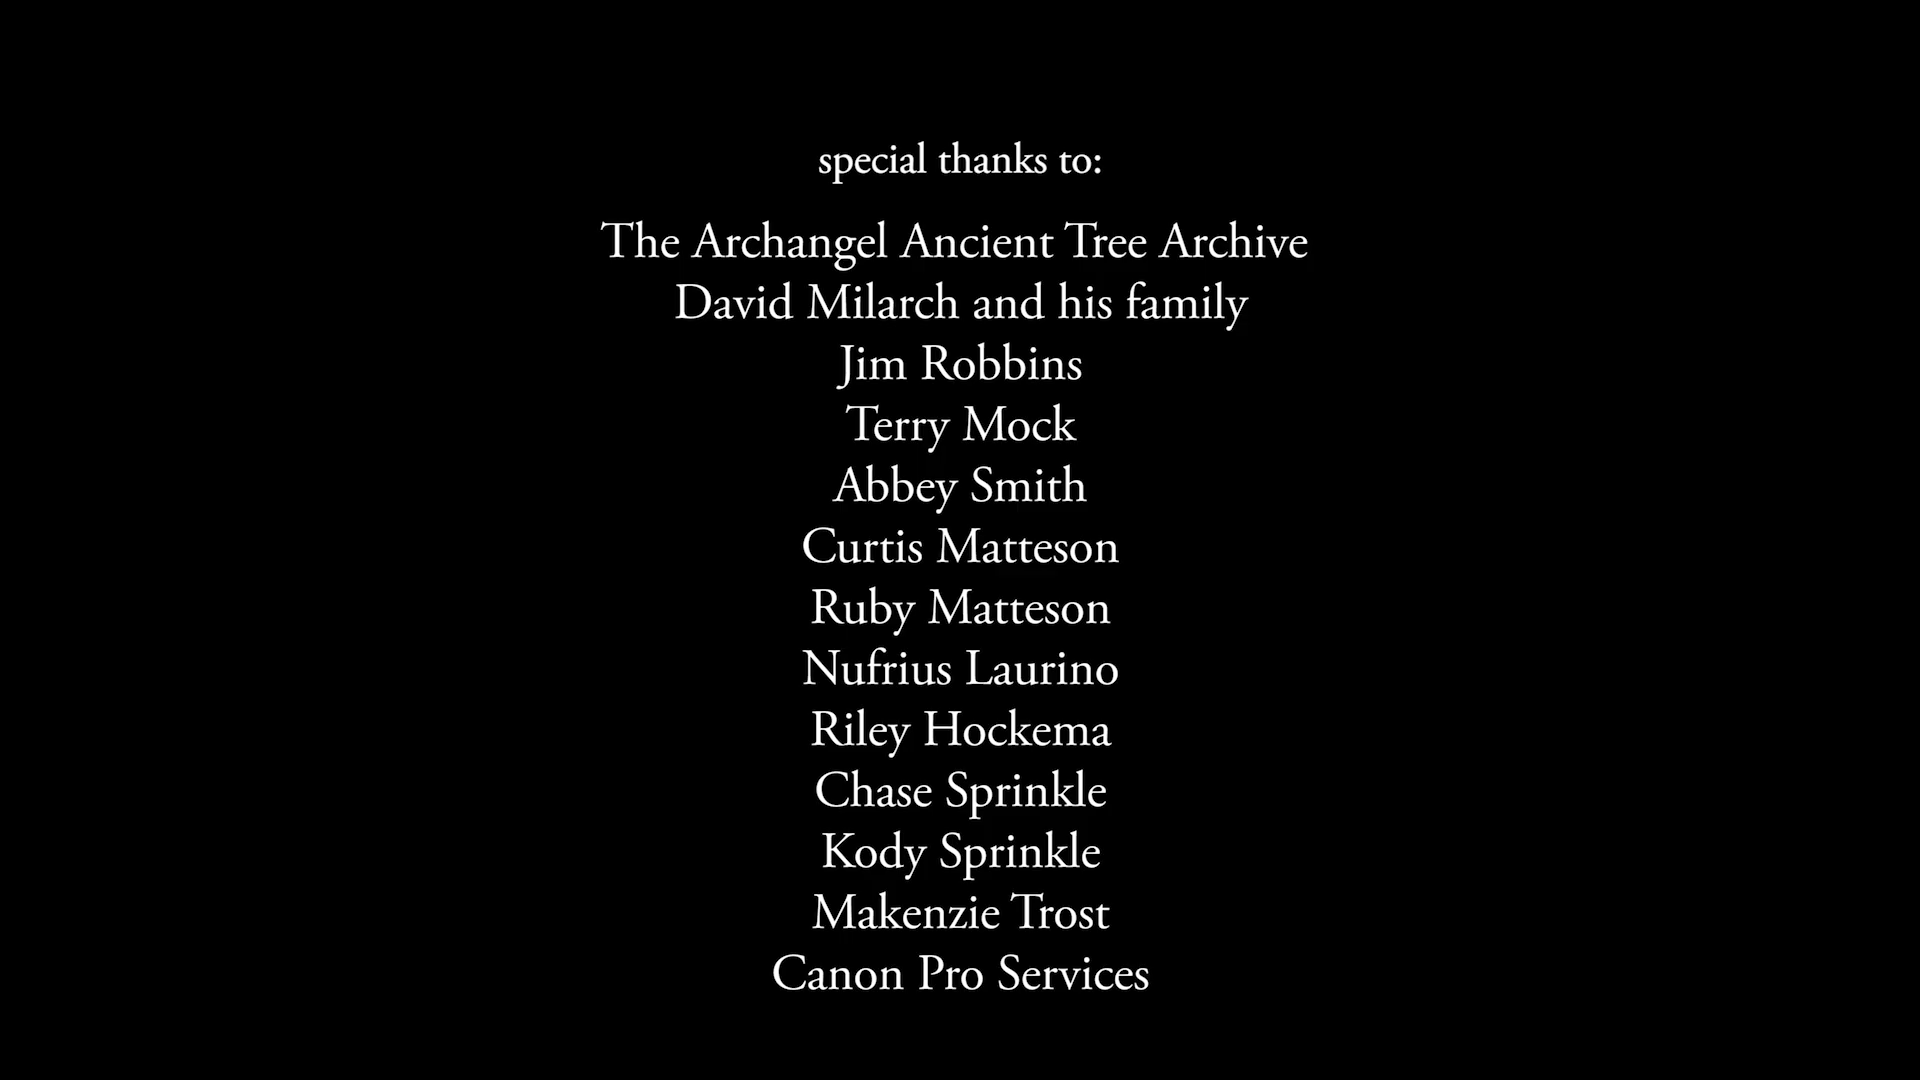 special thanks to:
The Archangel Ancient Tree Archive
David Milarch and his family
Jim Robbins
Terry Mock
Abbey Smith
Curtis Matteson
Ruby Matteson
Nufrius Laurino
Riley Hockema
Chase Sprinkle
Kody Sprinkle
Makenzie Trost
Canon Pro Services